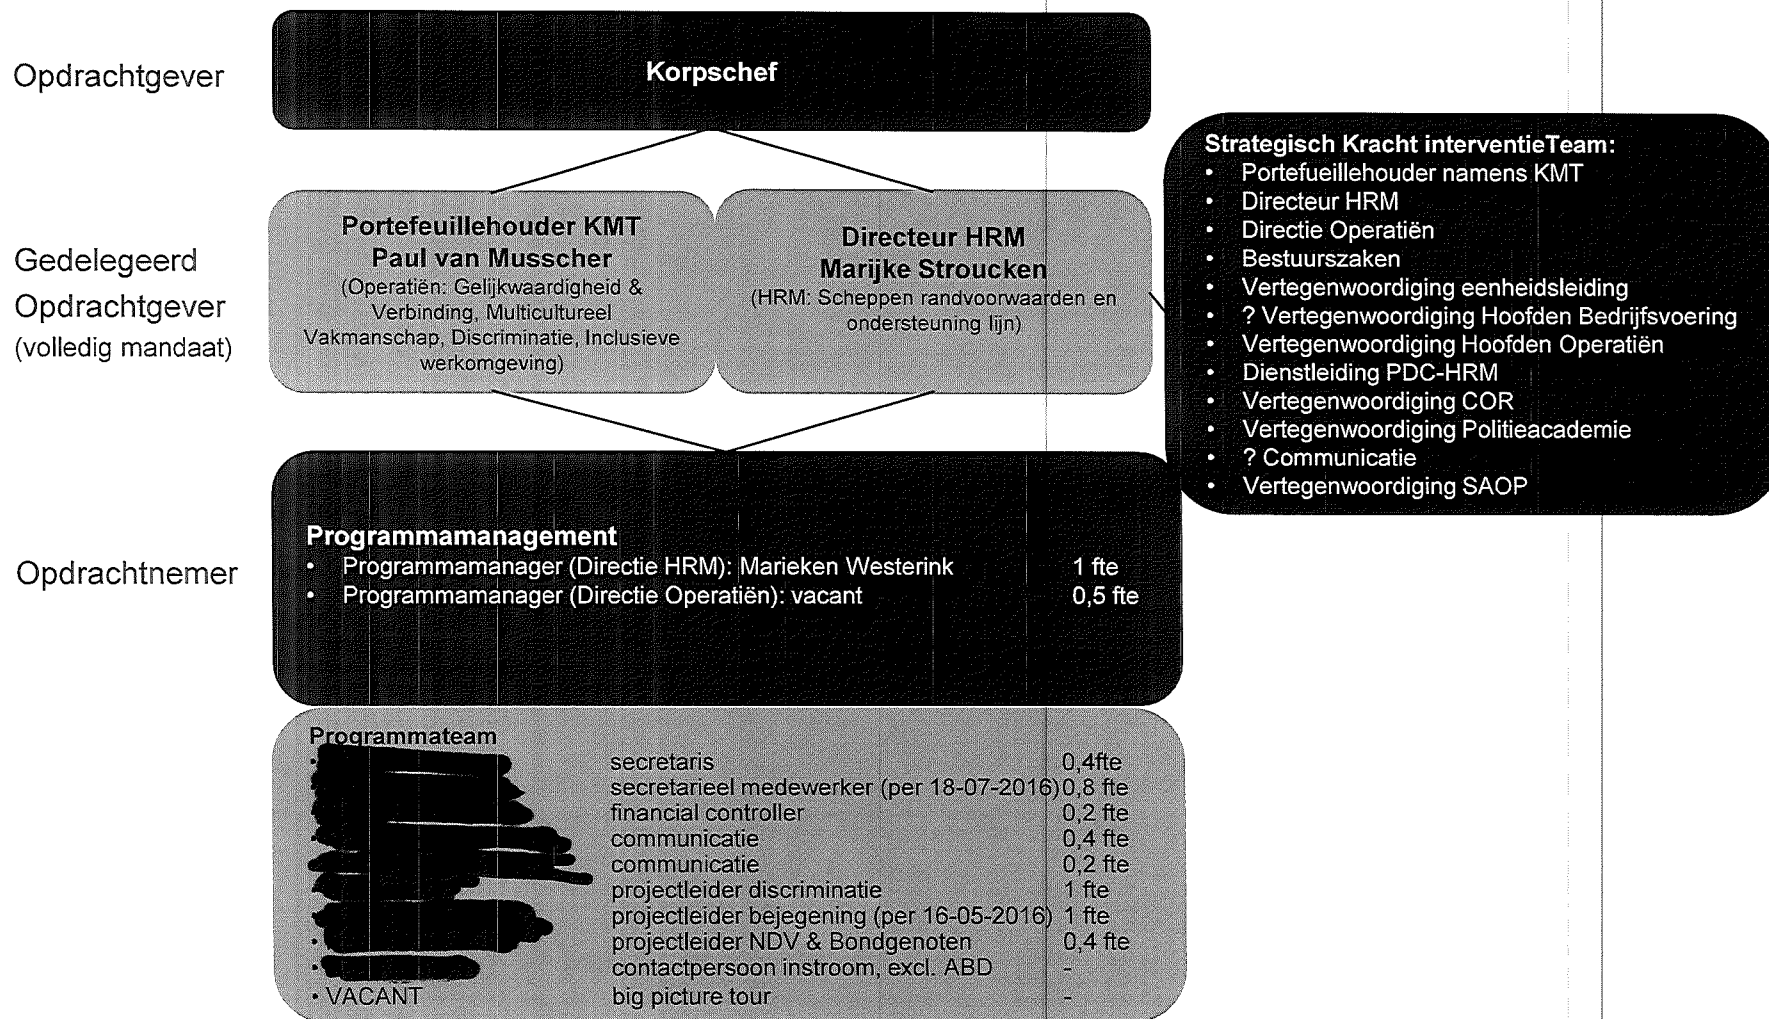 Opdrachtgever
Korpschef
Gedelegeerd
Opdrachtgever
(volledig mandaat)
Portefeuillehouder KMT
Paul van Musscher
(Operatiën: Gelijkwaardigheid &
Verbinding, Multicultureel
Vakmanschap, Discriminatie, Inclusieve
werkomgeving)
Directeur HRM
Marijke Stroucken
(HRM: Scheppen randvoorwaarden en
ondersteuning lijn)
Strategisch Kracht interventieTeam:
• Portefueillehouder namens KMT
• Directeur HRM
• Directie Operatiën
• Bestuurszaken
• Vertegenwoordiging eenheidsleiding
• ? Vertegenwoordiging Hoofden Bedrijfsvoering
• Vertegenwoordiging Hoofden Operatiën
• Dienstleiding PDC-HRM
• Vertegenwoordiging COR
• Vertegenwoordiging Politieacademie
• ? Communicatie
• Vertegenwoordiging SAOP
Opdrachtnemer
Programmamanagement
• Programmamanager (Directie HRM): Marieken Westerink 1 fte
• Programmamanager (Directie Operatiën): vacant 0,5 fte
Programmateam
• secretaris 0,4fte
secretarieel medewerker (per 18-07-2016) 0,8 fte
financial controller 0,2 fte
communicatie 0,4 fte
communicatie 0,2 fte
projectleider discriminatie 1 fte
projectleider bejegening (per 16-05-2016) 1 fte
• projectleider NDV & Bondgenoten 0,4 fte
• contactpersoon instroom, excl. ABD -
• VACANT big picture tour -